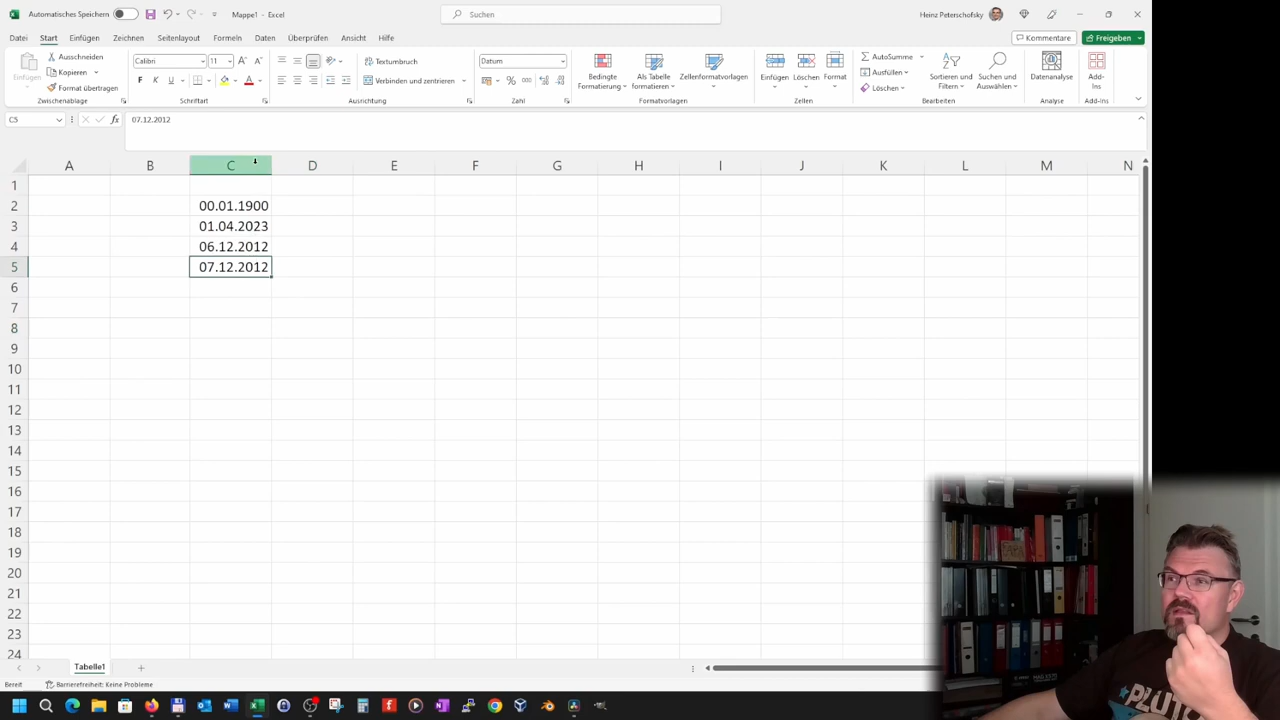 Automatisches Speichern
Mappe1 - Excel
Suchen
Heinz Peterschofsky
Datei Start Einfügen Zeichnen Seitenlayout Formeln Daten Überprüfen Ansicht Hilfe
Kommentare
Freigeben
Einfügen
Ausschneiden
Kopieren
Format übertragen
Zwischenablage
Calibri 11
F K U
Schriftart
Textumbruch
Verbinden und zentrieren
Ausrichtung
Datum
%
Zahl
Bedingte Formatierung
Als Tabelle formatieren
Zellenformatvorlagen
Formatvorlagen
Einfügen
Löschen
Format
Zellen
AutoSumme
Ausfüllen
Löschen
Sortieren und Filtern
Suchen und Auswählen
Bearbeiten
Datenanalyse
Analyse
Add-Ins
Add-Ins
C5 fx 07.12.2012
A B C D E F G H I J K L M N
1
2 00.01.1900
3 01.04.2023
4 06.12.2012
5 07.12.2012
6
7
8
9
10
11
12
13
14
15
16
17
18
19
20
21
22
23
24
Tabelle1
Bereit
Barrierefreiheit: Keine Probleme
PLUTO